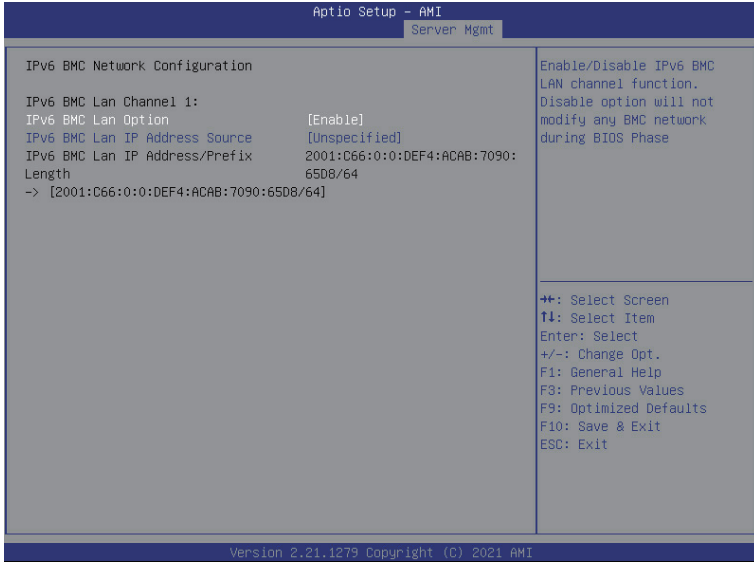 Aptio Setup – AMI
Server Mgmt
IPv6 BMC Network Configuration
IPv6 BMC Lan Channel 1:
IPv6 BMC Lan Option [Enable]
IPv6 BMC Lan IP Address Source [Unspecified]
IPv6 BMC Lan IP Address/Prefix 2001:C66:0:0:DEF4:ACAB:7090:
Length 65D8/64
-> [2001:C66:0:0:DEF4:ACAB:7090:65D8/64]
Enable/Disable IPv6 BMC
LAN channel function.
Disable option will not
modify any BMC network
during BIOS Phase
→←: Select Screen
↑↓: Select Item
Enter: Select
+/-: Change Opt.
F1: General Help
F3: Previous Values
F9: Optimized Defaults
F10: Save & Exit
ESC: Exit
Version 2.21.1279 Copyright (C) 2021 AMI